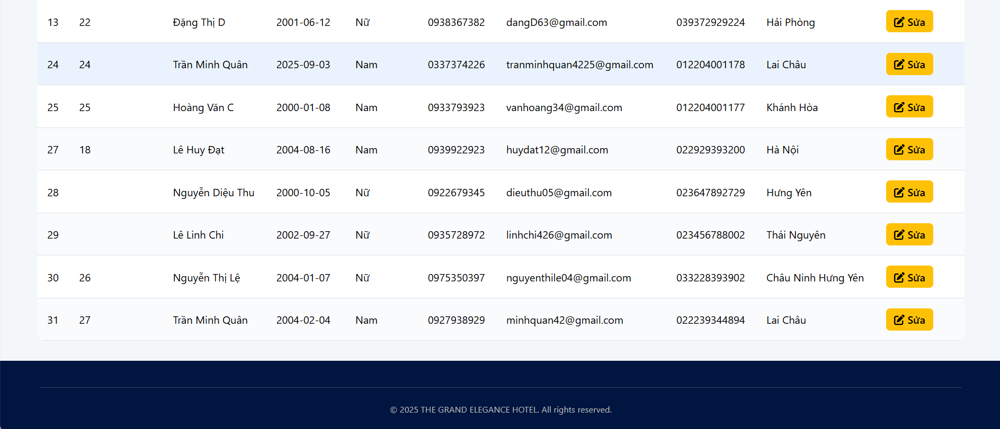 13 22 Đặng Thị D 2001-06-12 Nữ 0938367382 dangD63@gmail.com 039372929224 Hải Phòng Sửa
24 24 Trần Minh Quân 2025-09-03 Nam 0337374226 tranminhquan4225@gmail.com 012204001178 Lai Châu Sửa
25 25 Hoàng Văn C 2000-01-08 Nam 0933793923 vanhoang34@gmail.com 012204001177 Khánh Hòa Sửa
27 18 Lê Huy Đạt 2004-08-16 Nam 0939922923 huydat12@gmail.com 022929393200 Hà Nội Sửa
28 Nguyễn Diệu Thu 2000-10-05 Nữ 0922679345 dieuthu05@gmail.com 023647892729 Hưng Yên Sửa
29 Lê Linh Chi 2002-09-27 Nữ 0935728972 linhchi426@gmail.com 023456788002 Thái Nguyên Sửa
30 26 Nguyễn Thị Lệ 2004-01-07 Nữ 0975350397 nguyenthile04@gmail.com 033228393902 Châu Ninh Hưng Yên Sửa
31 27 Trần Minh Quân 2004-02-04 Nam 0927938929 minhquan42@gmail.com 022239344894 Lai Châu Sửa
© 2025 THE GRAND ELEGANCE HOTEL. All rights reserved.